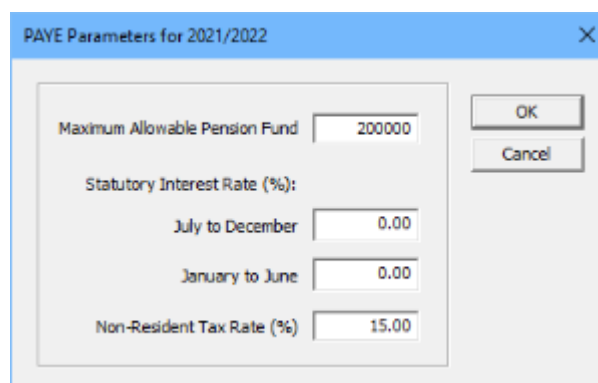 PAYE Parameters for 2021/2022
OK
Maximum Allowable Pension Fund 200000
Cancel
Statutory Interest Rate (%):
July to December 0.00
January to June 0.00
Non-Resident Tax Rate (%) 15.00